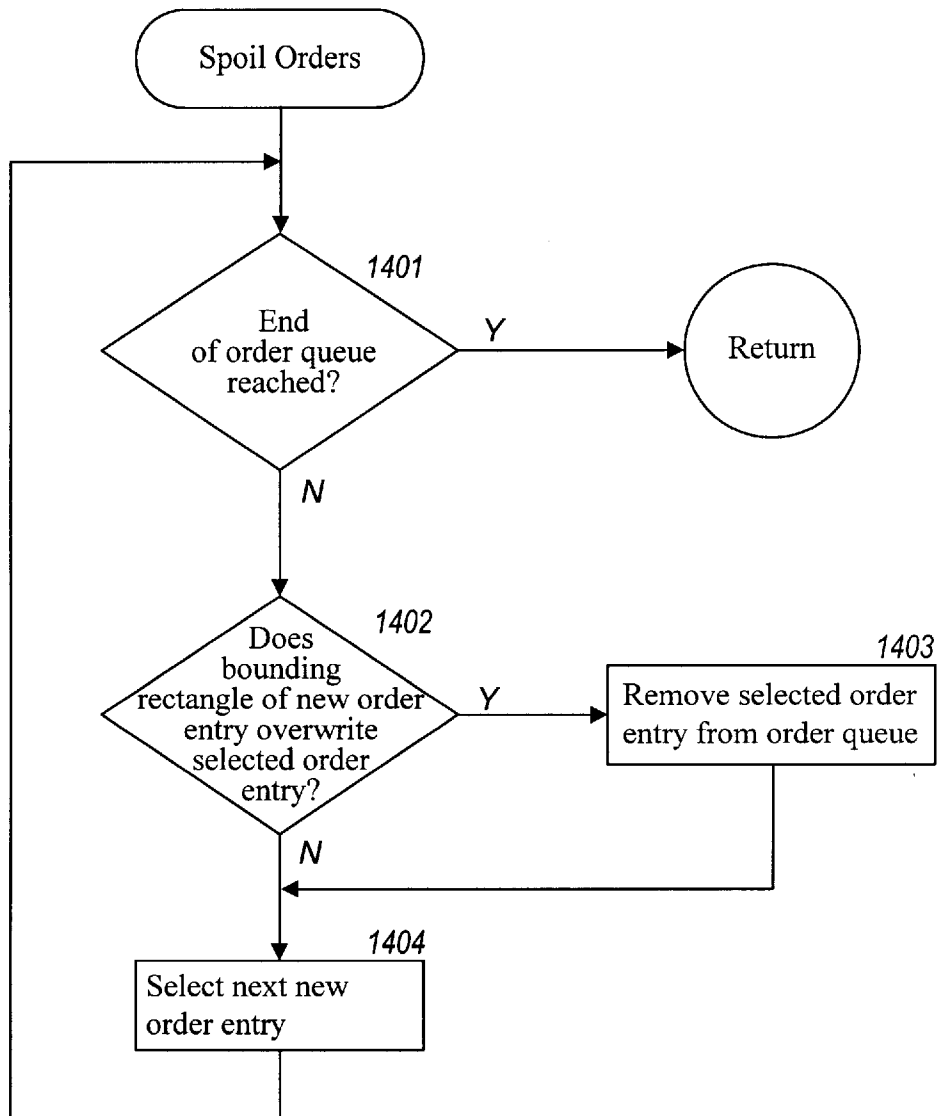 Spoil Orders
1401
End
of order queue
reached?
Y
Return
N
1402
Does
bounding
rectangle of new order
entry overwrite
selected order
entry?
Y
1403
Remove selected order
entry from order queue
N
1404
Select next new
order entry